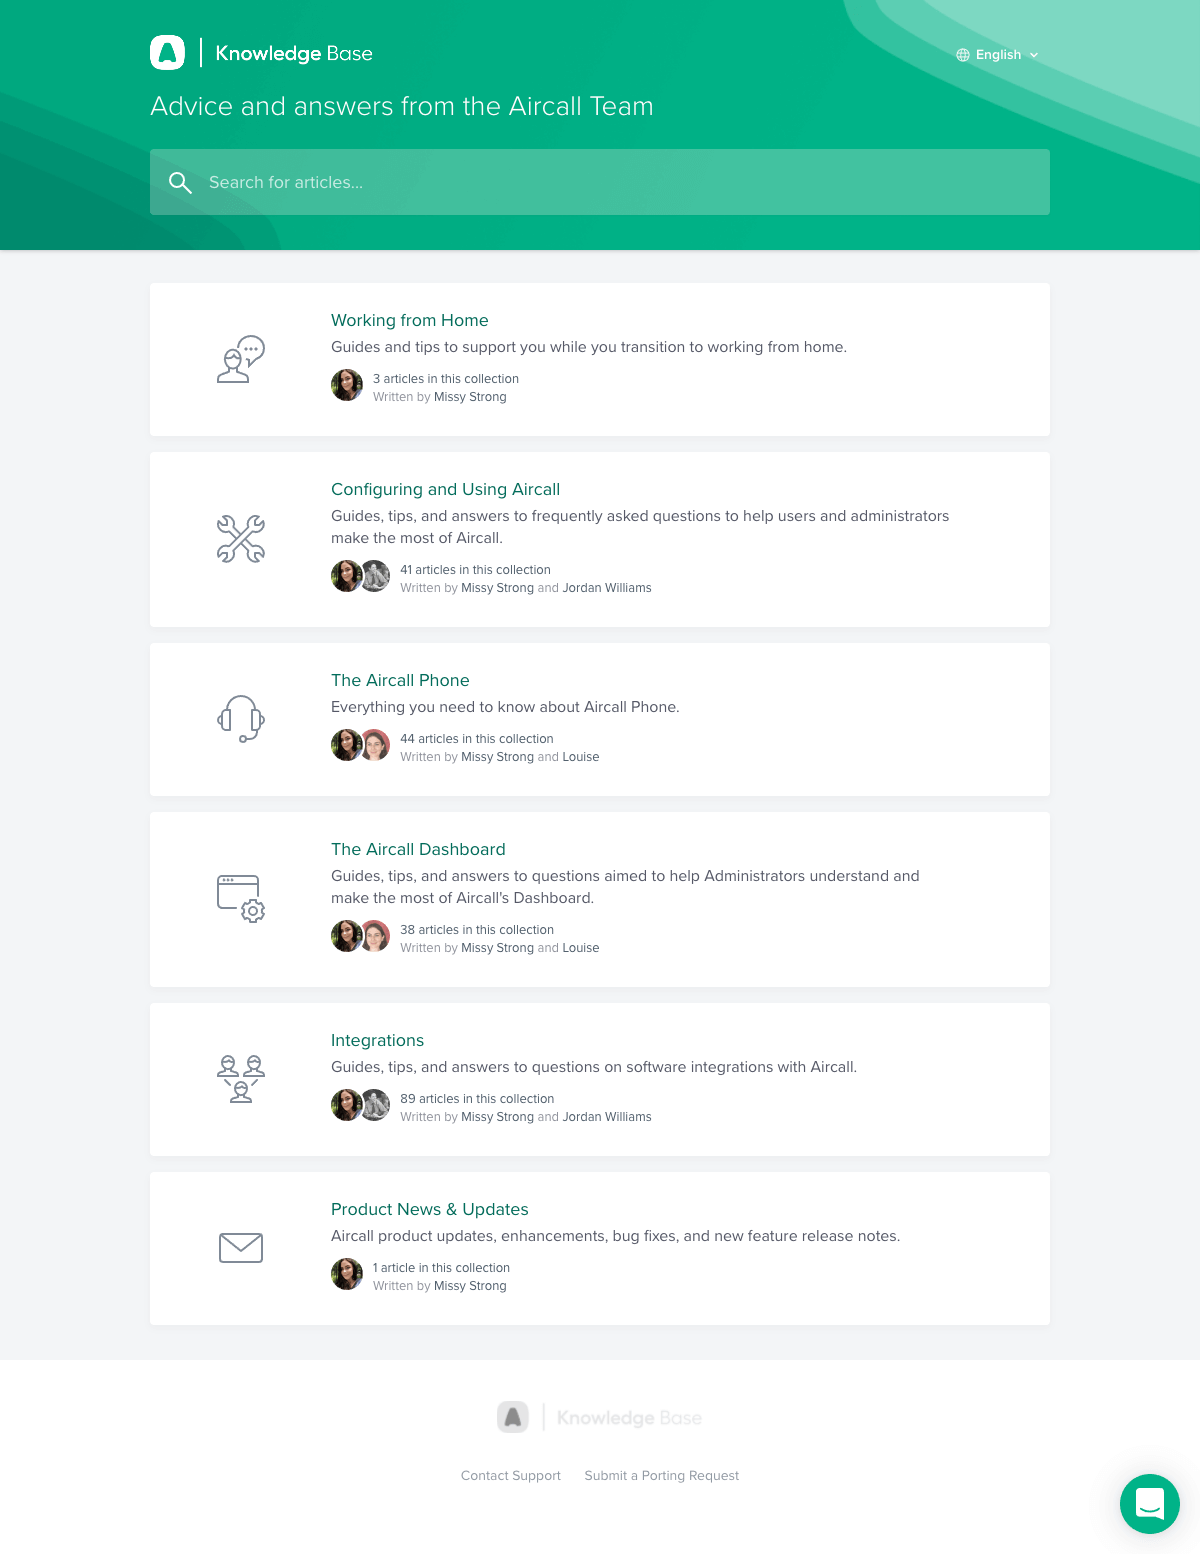 Knowledge Base
English
Advice and answers from the Aircall Team
Search for articles...
Working from Home
Guides and tips to support you while you transition to working from home.
3 articles in this collection
Written by Missy Strong
Configuring and Using Aircall
Guides, tips, and answers to frequently asked questions to help users and administrators
make the most of Aircall.
41 articles in this collection
Written by Missy Strong and Jordan Williams
The Aircall Phone
Everything you need to know about Aircall Phone.
44 articles in this collection
Written by Missy Strong and Louise
The Aircall Dashboard
Guides, tips, and answers to questions aimed to help Administrators understand and
make the most of Aircall's Dashboard.
38 articles in this collection
Written by Missy Strong and Louise
Integrations
Guides, tips, and answers to questions on software integrations with Aircall.
89 articles in this collection
Written by Missy Strong and Jordan Williams
Product News & Updates
Aircall product updates, enhancements, bug fixes, and new feature release notes.
1 article in this collection
Written by Missy Strong
Knowledge Base
Contact Support Submit a Porting Request